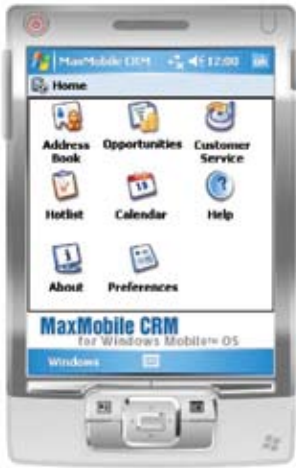 MaxMobile CRM 12:00 ok
Home
Address Book
Opportunities
Customer Service
Hotlist
Calendar
Help
About
Preferences
MaxMobile CRM
for Windows Mobile™ OS
Windows